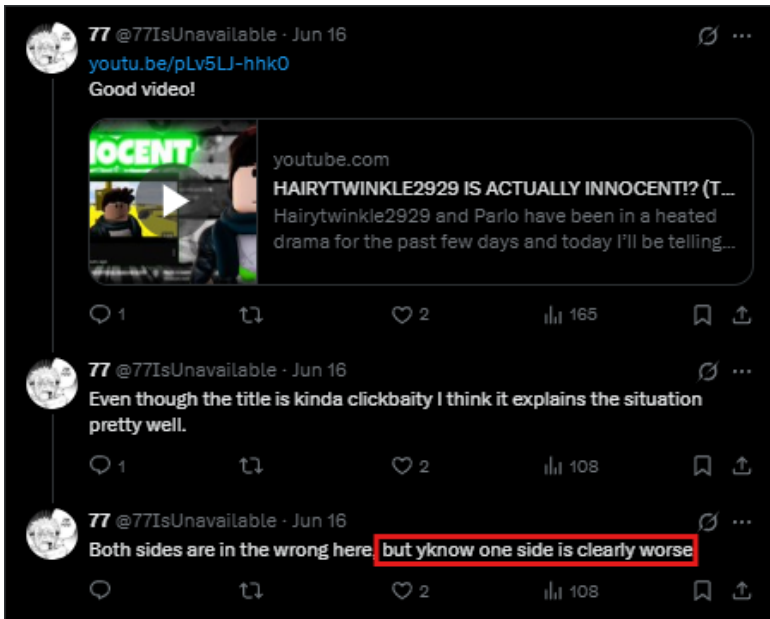 77 @77IsUnavailable · Jun 16
youtu.be/pLv5LJ-hhk0
Good video!
OCENT
youtube.com
HAIRYTWINKLE2929 IS ACTUALLY INNOCENT!? (T...
Hairytwinkle2929 and Parlo have been in a heated
drama for the past few days and today I'll be telling...
1 2 165
77 @77IsUnavailable · Jun 16
Even though the title is kinda clickbaity I think it explains the situation
pretty well.
1 2 108
77 @77IsUnavailable · Jun 16
Both sides are in the wrong here, but yknow one side is clearly worse
2 108